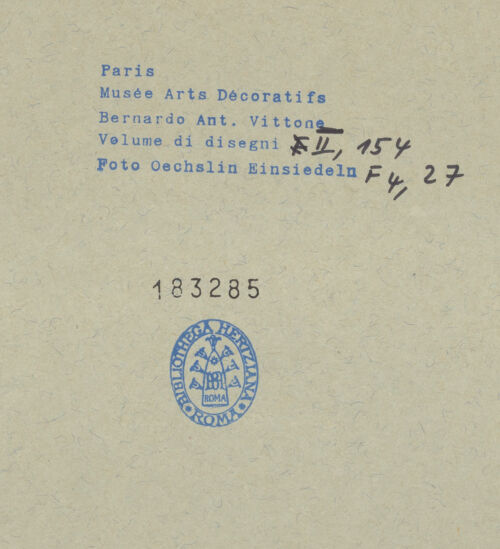 Paris
Musée Arts Décoratifs
Bernardo Ant. Vittone
Volume di disegni II, 154
Foto Oechslin Einsiedeln F 4, 27
183285
BIBLIOTHECA HERTZIANA
ROMA
ROMA